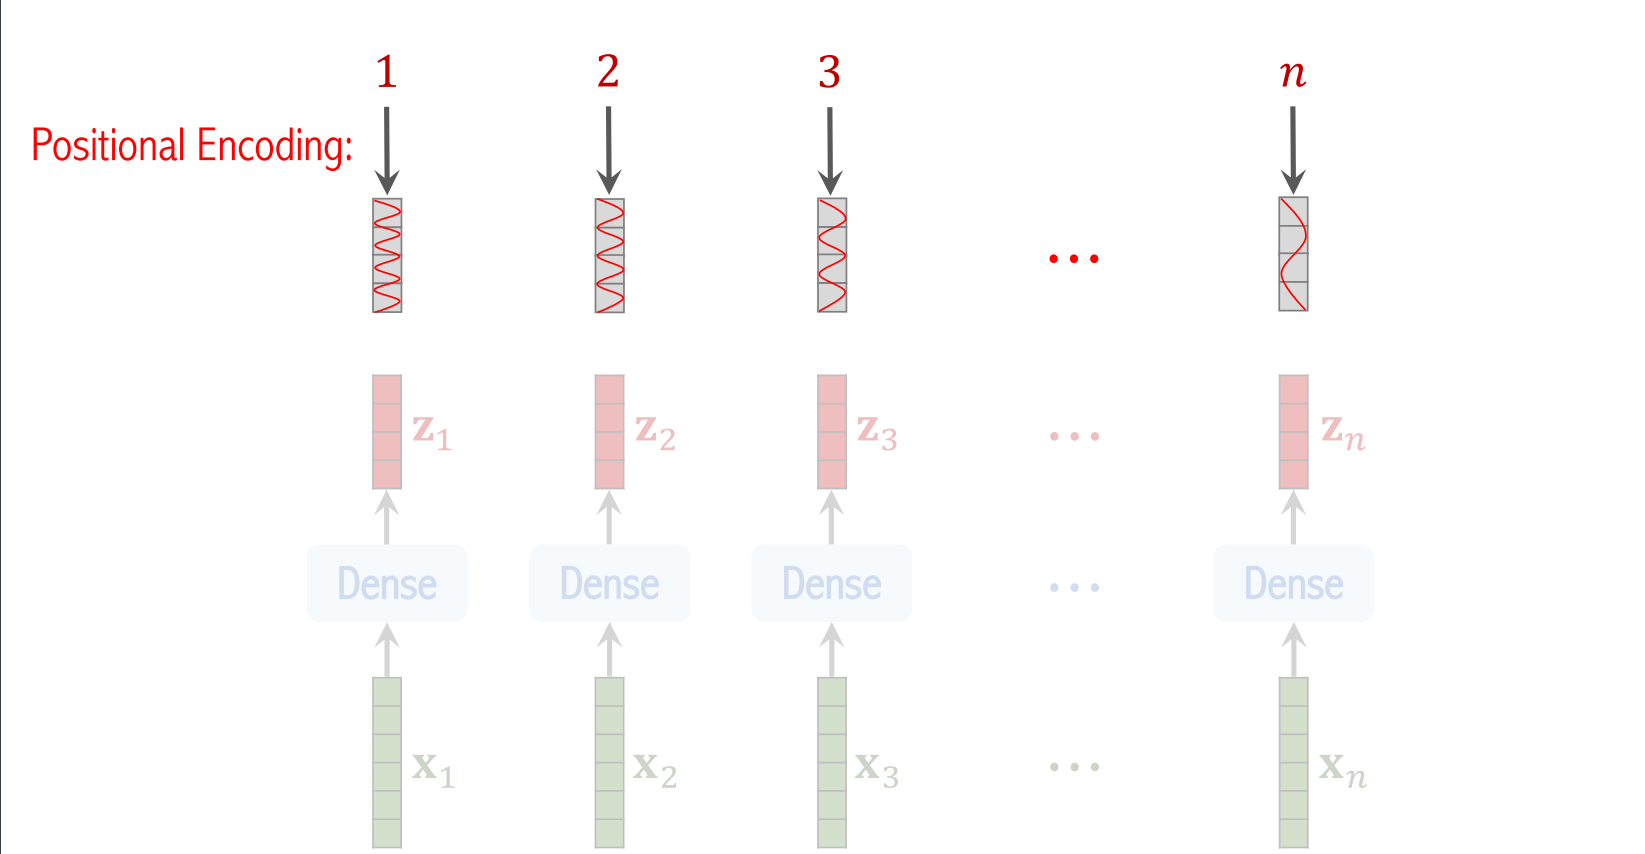 1 2 3 n
Positional Encoding:
...
z₁ z₂ z₃ ... zₙ
Dense Dense Dense ... Dense
x₁ x₂ x₃ ... xₙ